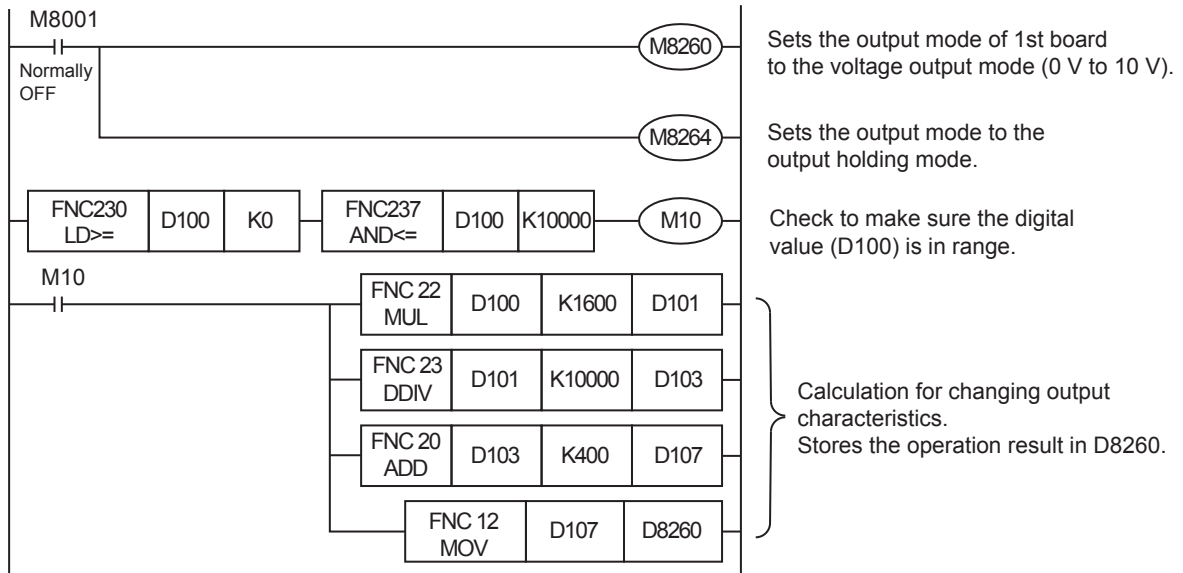 M8001
Normally
OFF
M8260
Sets the output mode of 1st board
to the voltage output mode (0 V to 10 V).
M8264
Sets the output mode to the
output holding mode.
FNC230
LD>=
D100
K0
FNC237
AND<=
D100
K10000
M10
Check to make sure the digital
value (D100) is in range.
M10
FNC 22
MUL
D100
K1600
D101
FNC 23
DDIV
D101
K10000
D103
FNC 20
ADD
D103
K400
D107
FNC 12
MOV
D107
D8260
Calculation for changing output
characteristics.
Stores the operation result in D8260.